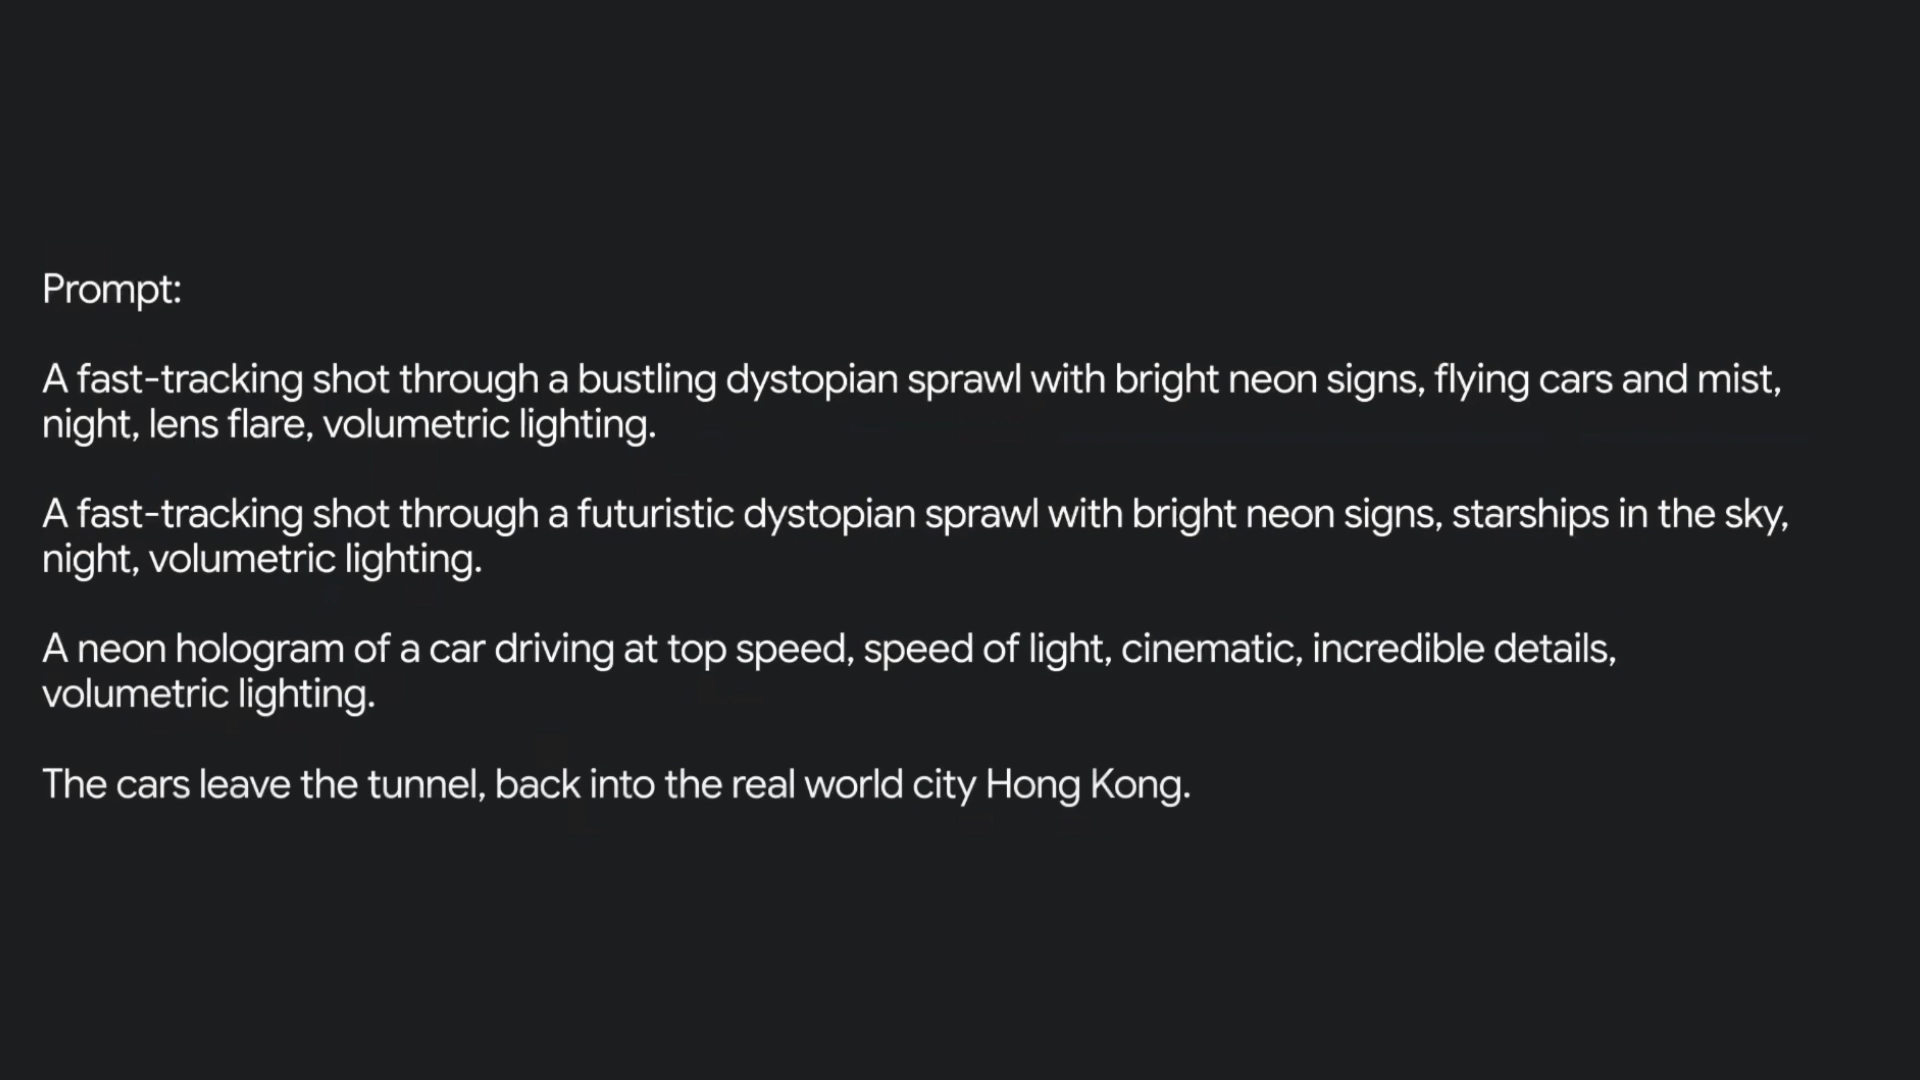 Prompt:
A fast-tracking shot through a bustling dystopian sprawl with bright neon signs, flying cars and mist,
night, lens flare, volumetric lighting.
A fast-tracking shot through a futuristic dystopian sprawl with bright neon signs, starships in the sky,
night, volumetric lighting.
A neon hologram of a car driving at top speed, speed of light, cinematic, incredible details,
volumetric lighting.
The cars leave the tunnel, back into the real world city Hong Kong.